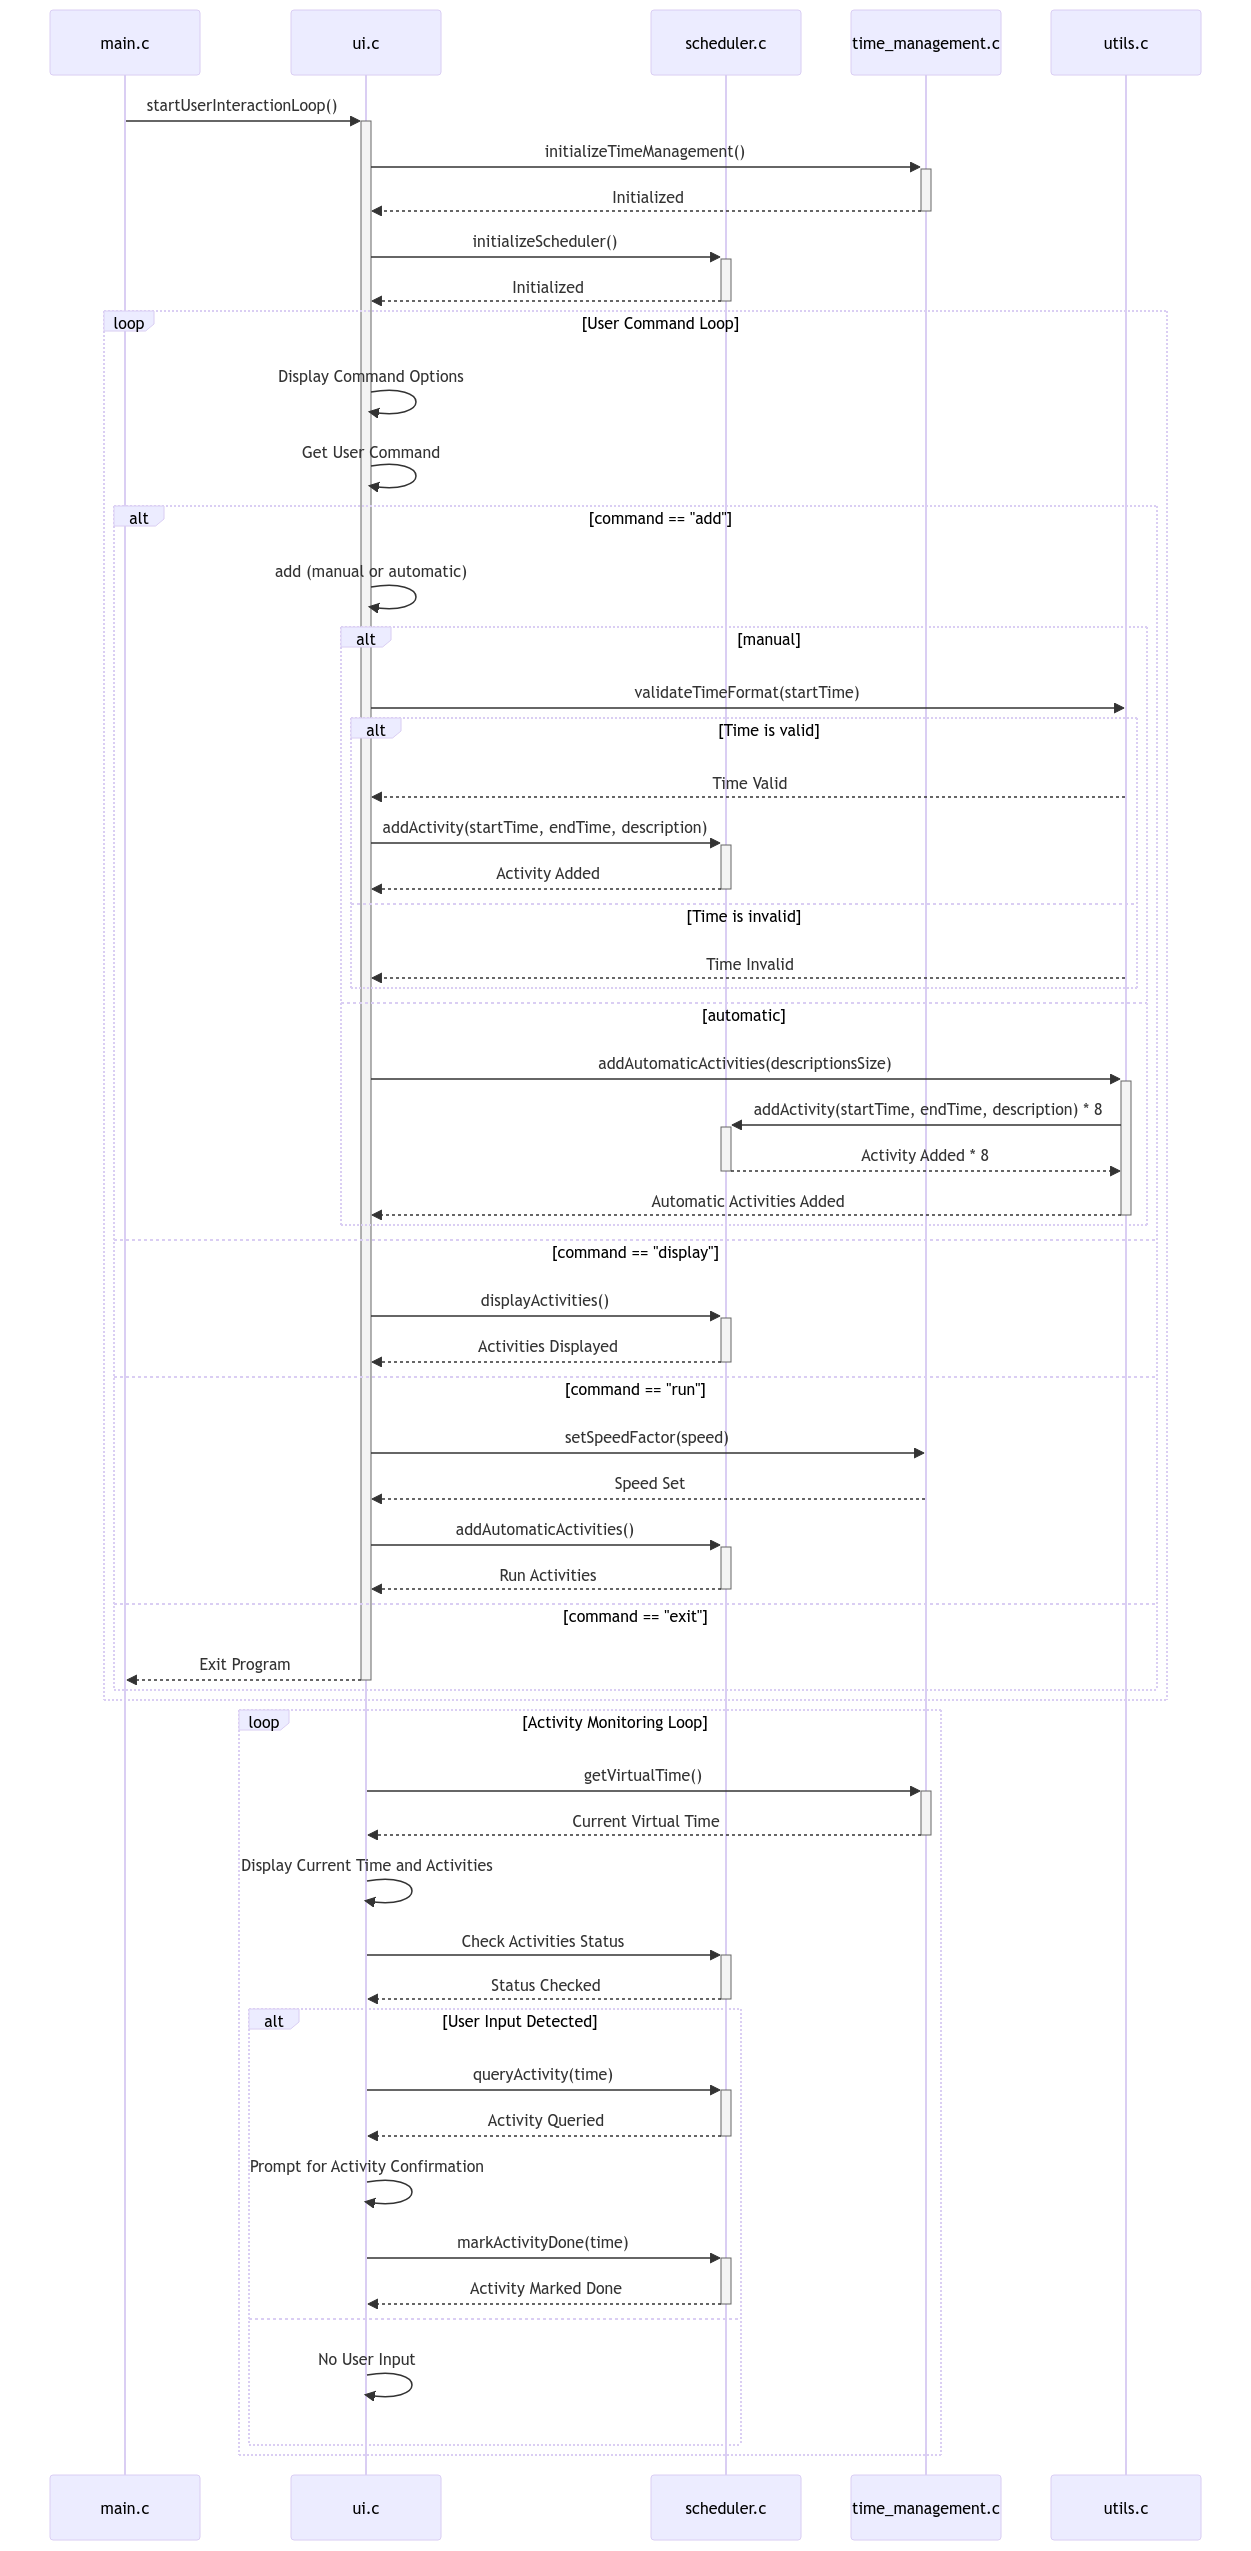 main.c
ui.c
scheduler.c
time_management.c
utils.c
startUserInteractionLoop()
initializeTimeManagement()
Initialized
initializeScheduler()
Initialized
loop
[User Command Loop]
Display Command Options
Get User Command
alt
[command == "add"]
add (manual or automatic)
alt
[manual]
validateTimeFormat(startTime)
alt
[Time is valid]
Time Valid
addActivity(startTime, endTime, description)
Activity Added
[Time is invalid]
Time Invalid
[automatic]
addAutomaticActivities(descriptionsSize)
addActivity(startTime, endTime, description) * 8
Activity Added * 8
Automatic Activities Added
[command == "display"]
displayActivities()
Activities Displayed
[command == "run"]
setSpeedFactor(speed)
Speed Set
addAutomaticActivities()
Run Activities
[command == "exit"]
Exit Program
loop
[Activity Monitoring Loop]
getVirtualTime()
Current Virtual Time
Display Current Time and Activities
Check Activities Status
Status Checked
alt
[User Input Detected]
queryActivity(time)
Activity Queried
Prompt for Activity Confirmation
markActivityDone(time)
Activity Marked Done
No User Input
main.c
ui.c
scheduler.c
time_management.c
utils.c